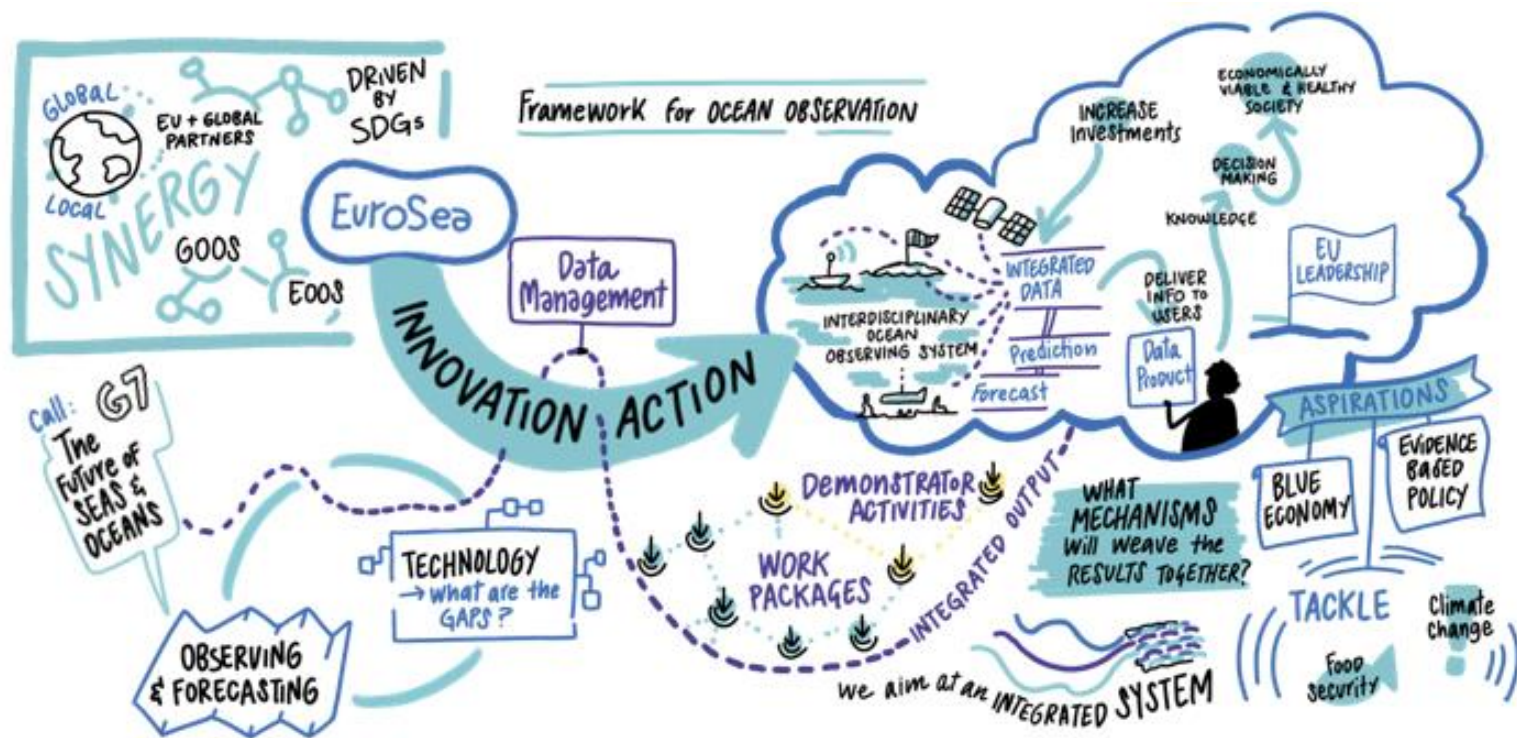 GLOBAL
LOCAL
EU + GLOBAL
PARTNERS
DRIVEN
BY
SDGs
SYNERGY
GOOS
EOOS
EuroSea
Framework for OCEAN OBSERVATION
Data
Management
INNOVATION ACTION
Call: G7
The
Future of
SEAS &
OCEANS
OBSERVING
& FORECASTING
TECHNOLOGY
→ What are the
GAPS?
Demonstrator
ACTIVITIES
WORK
PACKAGES
INTEGRATED OUTPUT
INTERDISCIPLINARY
OCEAN
OBSERVING SYSTEM
INTEGRATED
DATA
Prediction
Forecast
INCREASE
Investments
ECONOMICALLY
VIABLE & HEALTHY
SOCIETY
DECISION
MAKING
KNOWLEDGE
DELIVER
INFO TO
USERS
Data
Product
EU
LEADERSHIP
ASPIRATIONS
BLUE
ECONOMY
EVIDENCE
BASED
POLICY
WHAT
MECHANISMS
Will weave the
RESULTS TOGETHER?
We aim at an INTEGRATED SYSTEM
TACKLE
Climate
Change
Food
Security